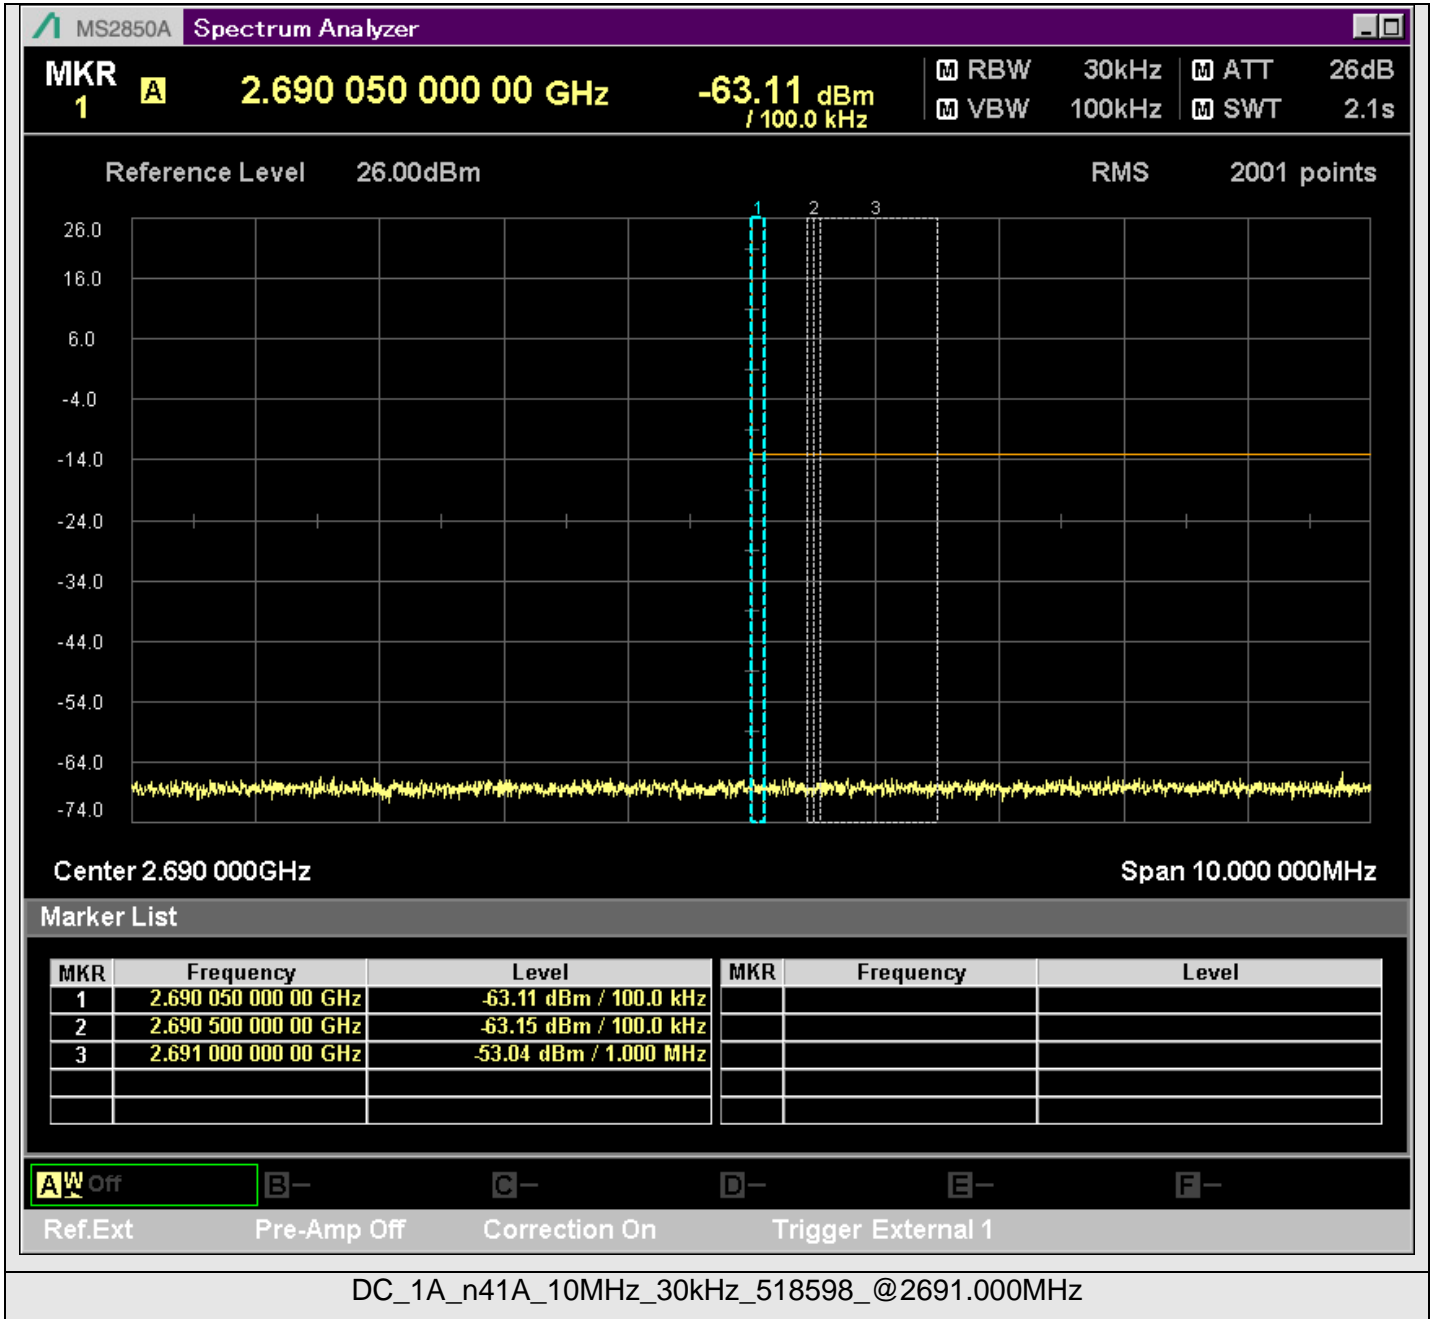 MS2850A Spectrum Analyzer
MKR 1 A 2.690 050 000 00 GHz -63.11 dBm / 100.0 kHz
M RBW 30kHz M ATT 26dB
M VBW 100kHz M SWT 2.1s
Reference Level 26.00dBm RMS 2001 points
1 2 3
26.0
16.0
6.0
-4.0
-14.0
-24.0
-34.0
-44.0
-54.0
-64.0
-74.0
Center 2.690 000GHz Span 10.000 000MHz
Marker List
MKR Frequency Level MKR Frequency Level
1 2.690 050 000 00 GHz -63.11 dBm / 100.0 kHz
2 2.690 500 000 00 GHz -63.15 dBm / 100.0 kHz
3 2.691 000 000 00 GHz -53.04 dBm / 1.000 MHz
A W Off B - C - D - E - F -
Ref.Ext Pre-Amp Off Correction On Trigger External 1
DC_1A_n41A_10MHz_30kHz_518598_@2691.000MHz